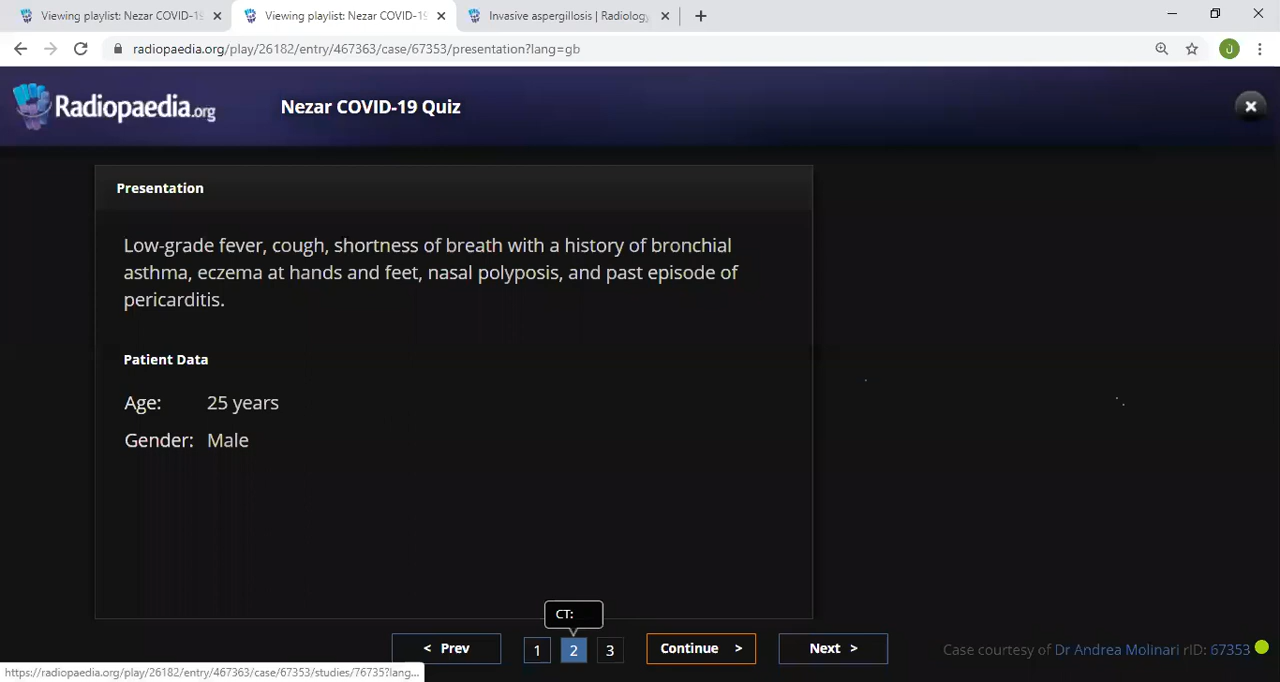 Viewing playlist: Nezar COVID-19
Viewing playlist: Nezar COVID-19
Invasive aspergillosis | Radiology
radiopaedia.org/play/26182/entry/467363/case/67353/presentation?lang=gb
J
Radiopaedia.org
Nezar COVID-19 Quiz
Presentation
Low-grade fever, cough, shortness of breath with a history of bronchial
asthma, eczema at hands and feet, nasal polyposis, and past episode of
pericarditis.
Patient Data
Age: 25 years
Gender: Male
CT:
< Prev 1 2 3 Continue > Next >
Case courtesy of Dr Andrea Molinari rID: 67353
https://radiopaedia.org/play/26182/entry/467363/case/67353/studies/76735?lang...